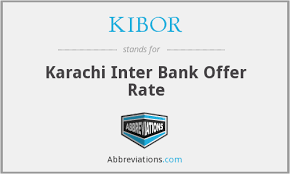 KIBOR
stands for
Karachi Inter Bank Offer
Rate
ABBREVIATIONS
Abbreviations.com